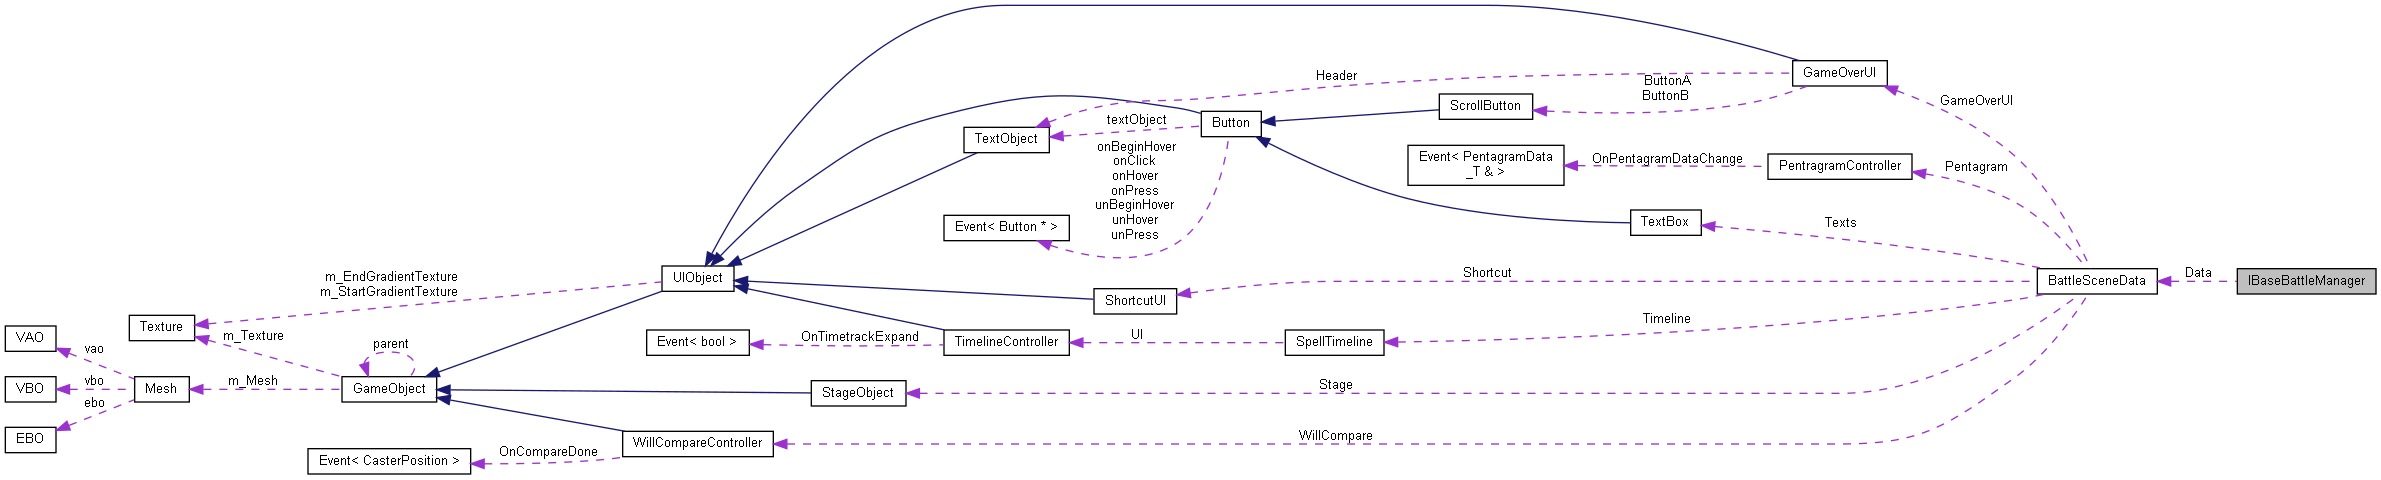 GameOverUI
Header
ButtonA
ButtonB
GameOverUI
ScrollButton
textObject
Button
TextObject
onBeginHover
onClick
onHover
onPress
unBeginHover
unHover
unPress
Event< PentagramData
_T & >
OnPentagramDataChange
PentragramController
Pentagram
Event< Button * >
TextBox
Texts
UIObject
m_EndGradientTexture
m_StartGradientTexture
Shortcut
BattleSceneData
Data
IBaseBattleManager
ShortcutUI
Texture
m_Texture
Timeline
VAO
vao
parent
Event< bool >
OnTimetrackExpand
TimelineController
UI
SpellTimeline
VBO
vbo
Mesh
m_Mesh
GameObject
StageObject
Stage
ebo
EBO
WillCompareController
WillCompare
Event< CasterPosition >
OnCompareDone